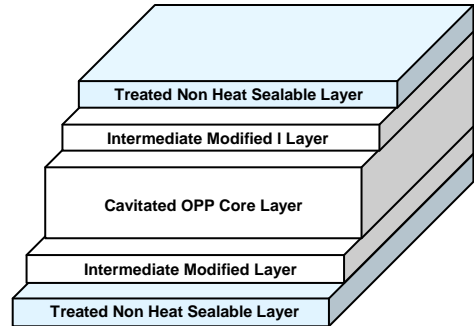 Treated Non Heat Sealable Layer
Intermediate Modified l Layer
Cavitated OPP Core Layer
Intermediate Modified Layer
Treated Non Heat Sealable Layer